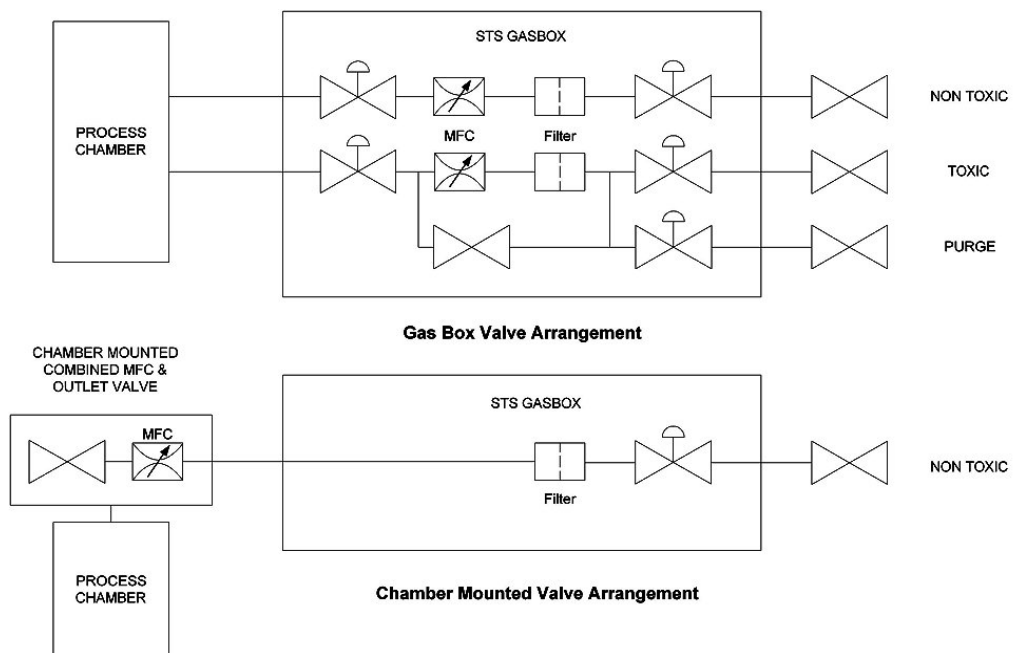 STS GASBOX
NON TOXIC
PROCESS
CHAMBER
MFC
Filter
TOXIC
PURGE
Gas Box Valve Arrangement
CHAMBER MOUNTED
COMBINED MFC &
OUTLET VALVE
STS GASBOX
MFC
NON TOXIC
Filter
PROCESS
CHAMBER
Chamber Mounted Valve Arrangement